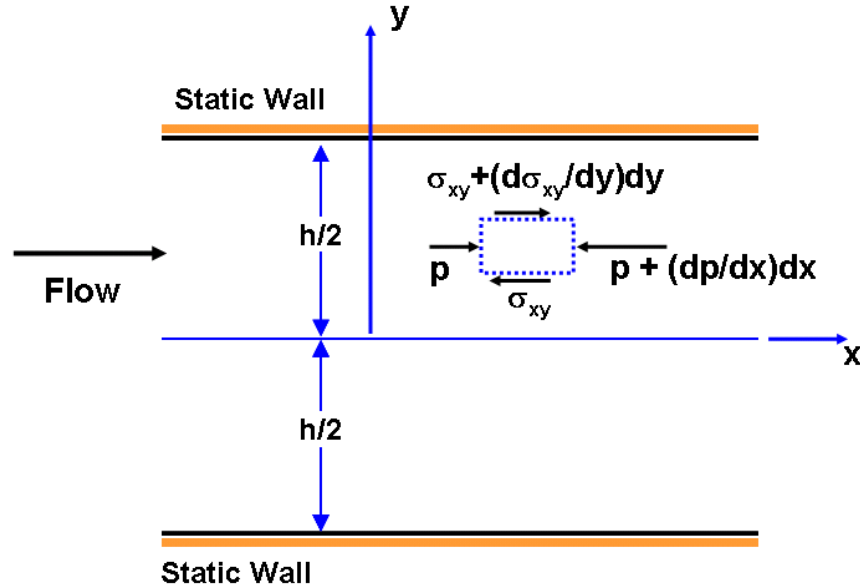 y
Static Wall
σxy+(dσxy/dy)dy
h/2
p
p + (dp/dx)dx
Flow
σxy
x
h/2
Static Wall